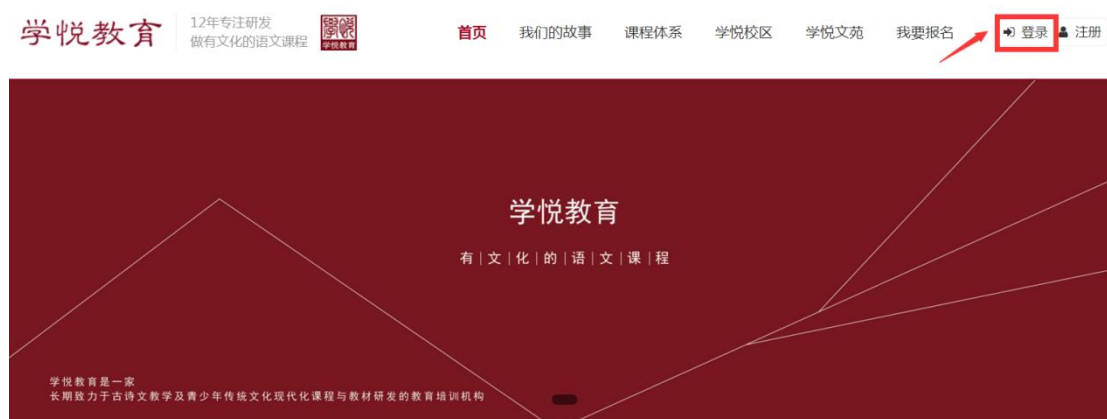 学悦教育
12年专注研发
做有文化的语文课程
學悦
学悦教育
首页 我们的故事 课程体系 学悦校区 学悦文苑 我要报名 登录 注册
学悦教育
有|文|化|的|语|文|课|程
学悦教育是一家
长期致力于古诗文教学及青少年传统文化现代化课程与教材研发的教育培训机构